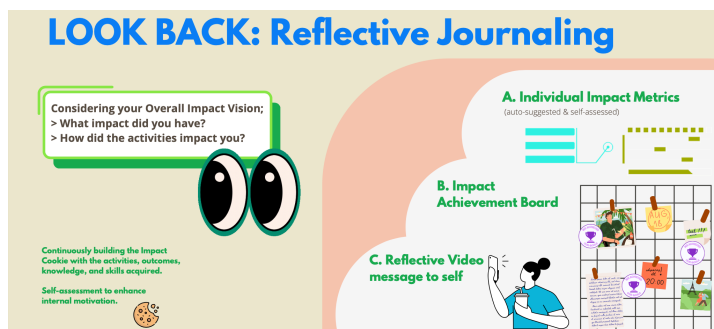 LOOK BACK: Reflective Journaling
Considering your Overall Impact Vision;
> What impact did you have?
> How did the activities impact you?
Continuously building the Impact
Cookie with the activities, outcomes,
knowledge, and skills acquired.
Self-assessment to enhance
internal motivation.
A. Individual Impact Metrics
(auto-suggested & self-assessed)
B. Impact
Achievement Board
C. Reflective Video
message to self
AUG